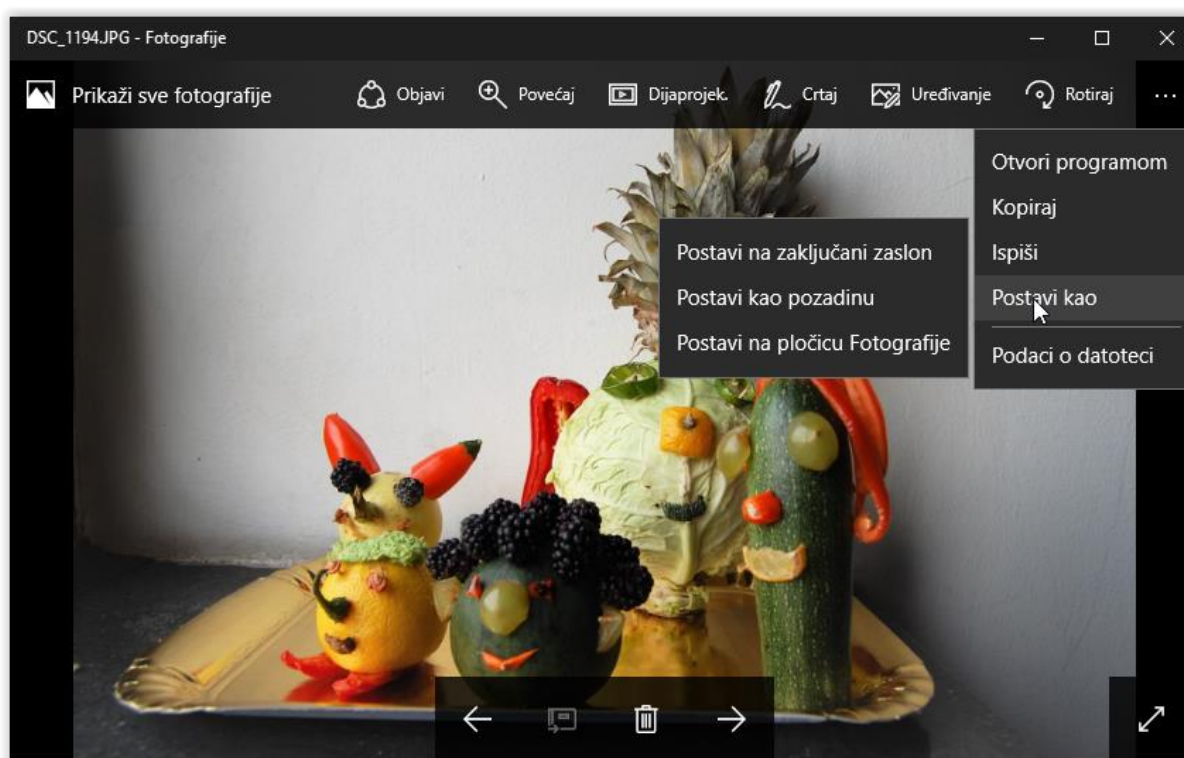 DSC_1194.JPG - Fotografije
Prikaži sve fotografije
Objavi
Povećaj
Dijaprojek.
Crtaj
Uređivanje
Rotiraj
...
Otvori programom
Kopiraj
Ispiši
Postavi kao
Podaci o datoteci
Postavi na zaključani zaslon
Postavi kao pozadinu
Postavi na pločicu Fotografije